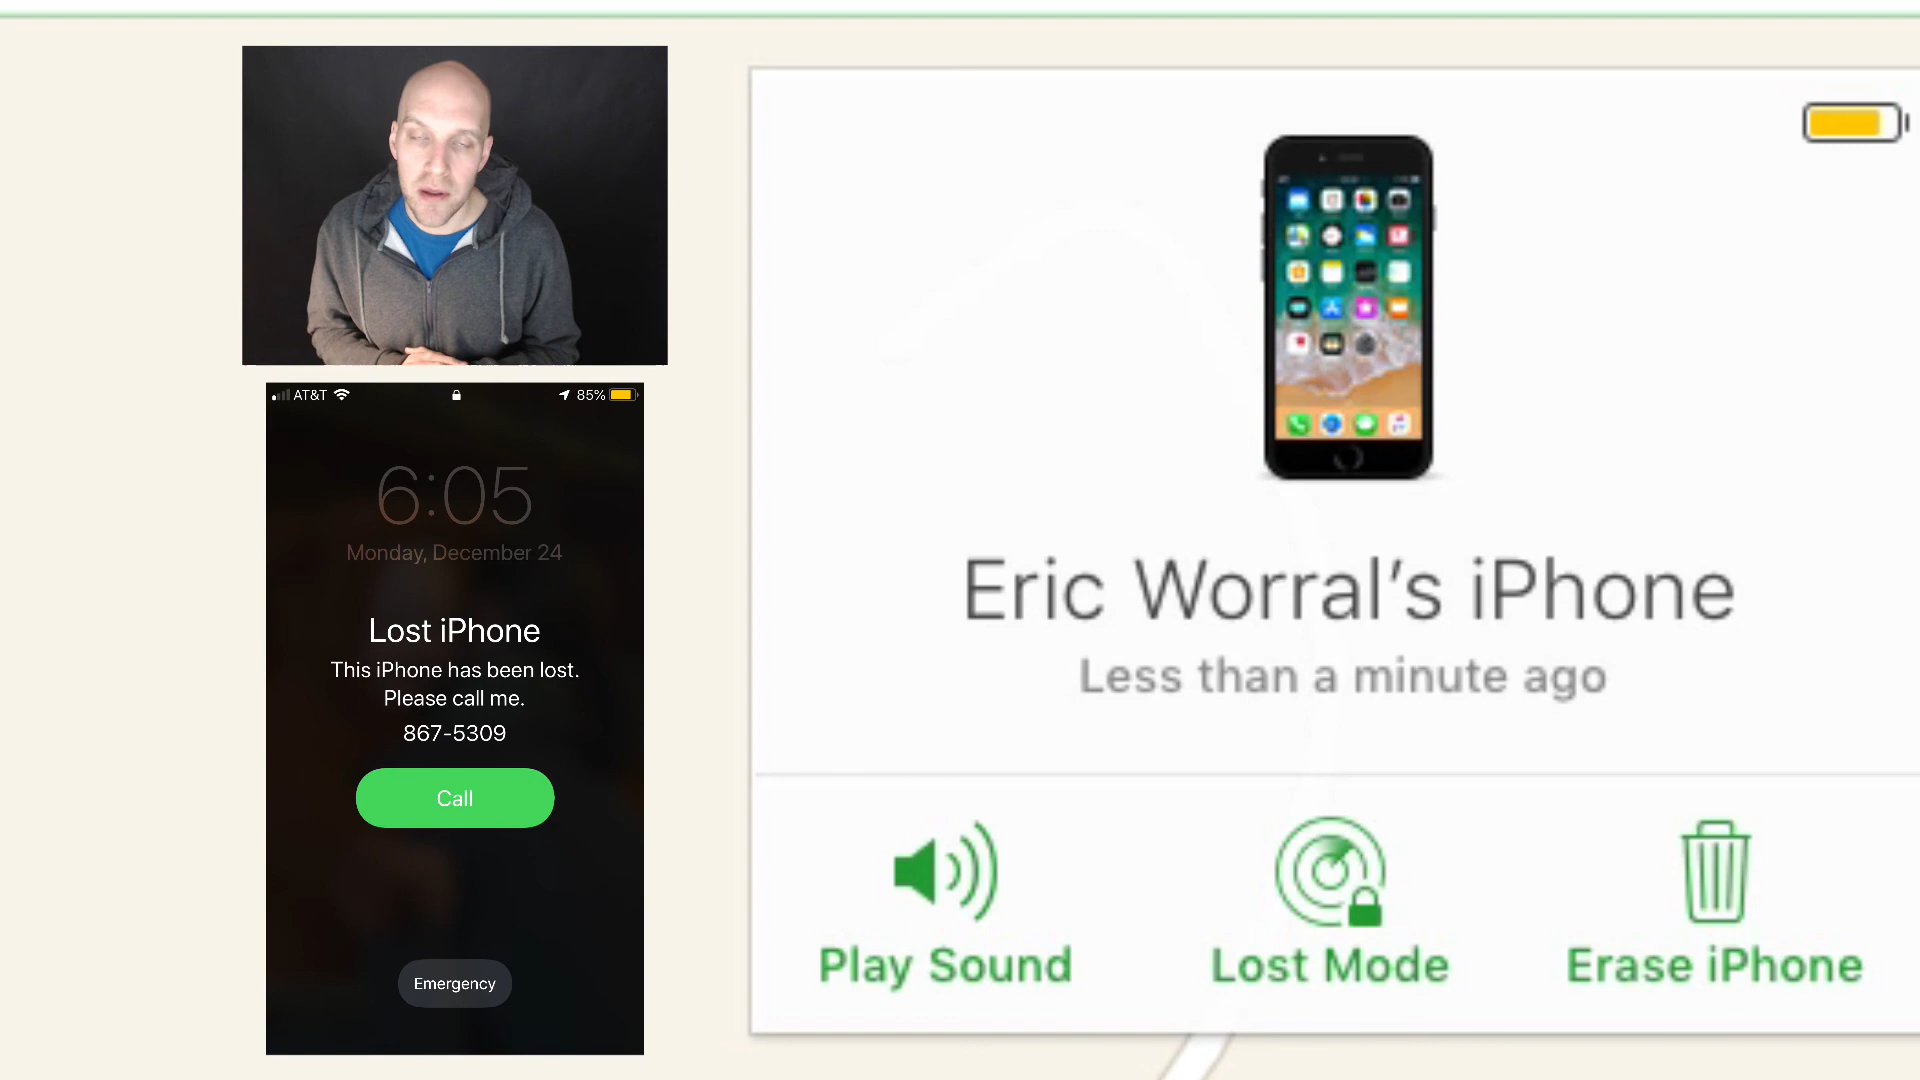 AT&T 85%
6:05
Monday, December 24
Lost iPhone
This iPhone has been lost.
Please call me.
867-5309
Call
Emergency
Eric Worral’s iPhone
Less than a minute ago
Play Sound
Lost Mode
Erase iPhone